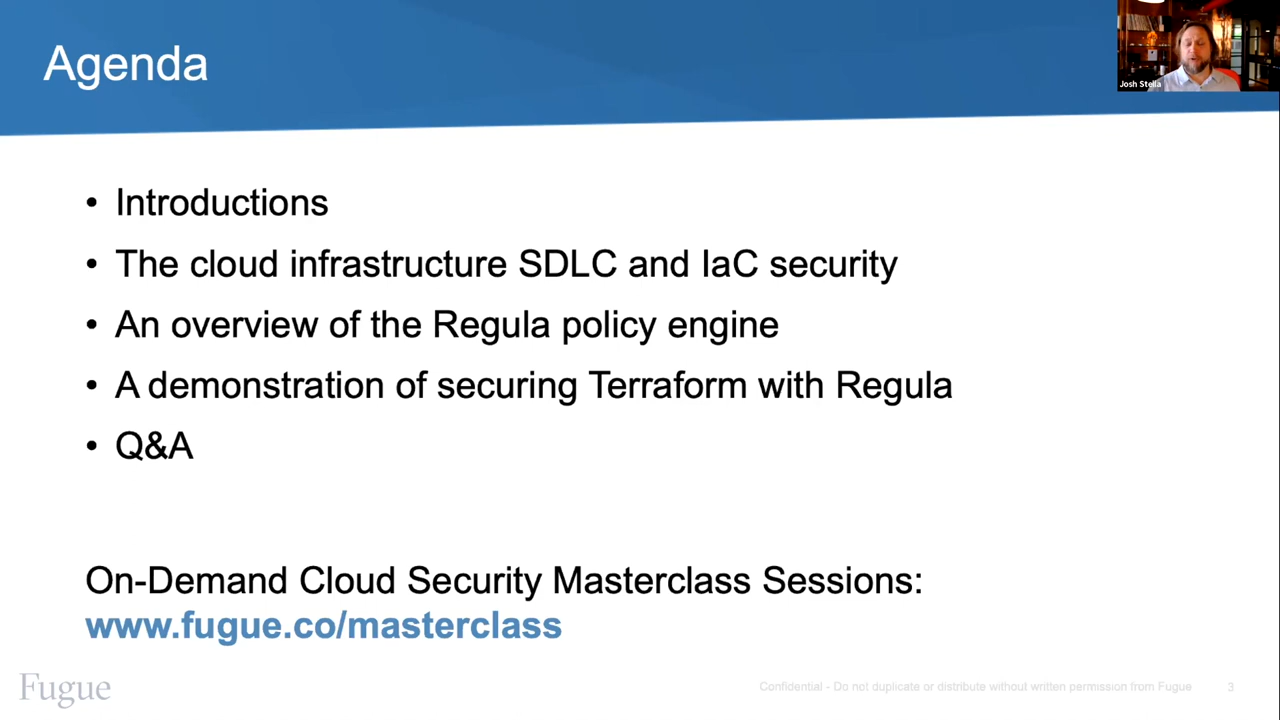 Agenda
Josh Stella
• Introductions
• The cloud infrastructure SDLC and IaC security
• An overview of the Regula policy engine
• A demonstration of securing Terraform with Regula
• Q&A
On-Demand Cloud Security Masterclass Sessions:
www.fugue.co/masterclass
Fugue
Confidential - Do not duplicate or distribute without written permission from Fugue
3